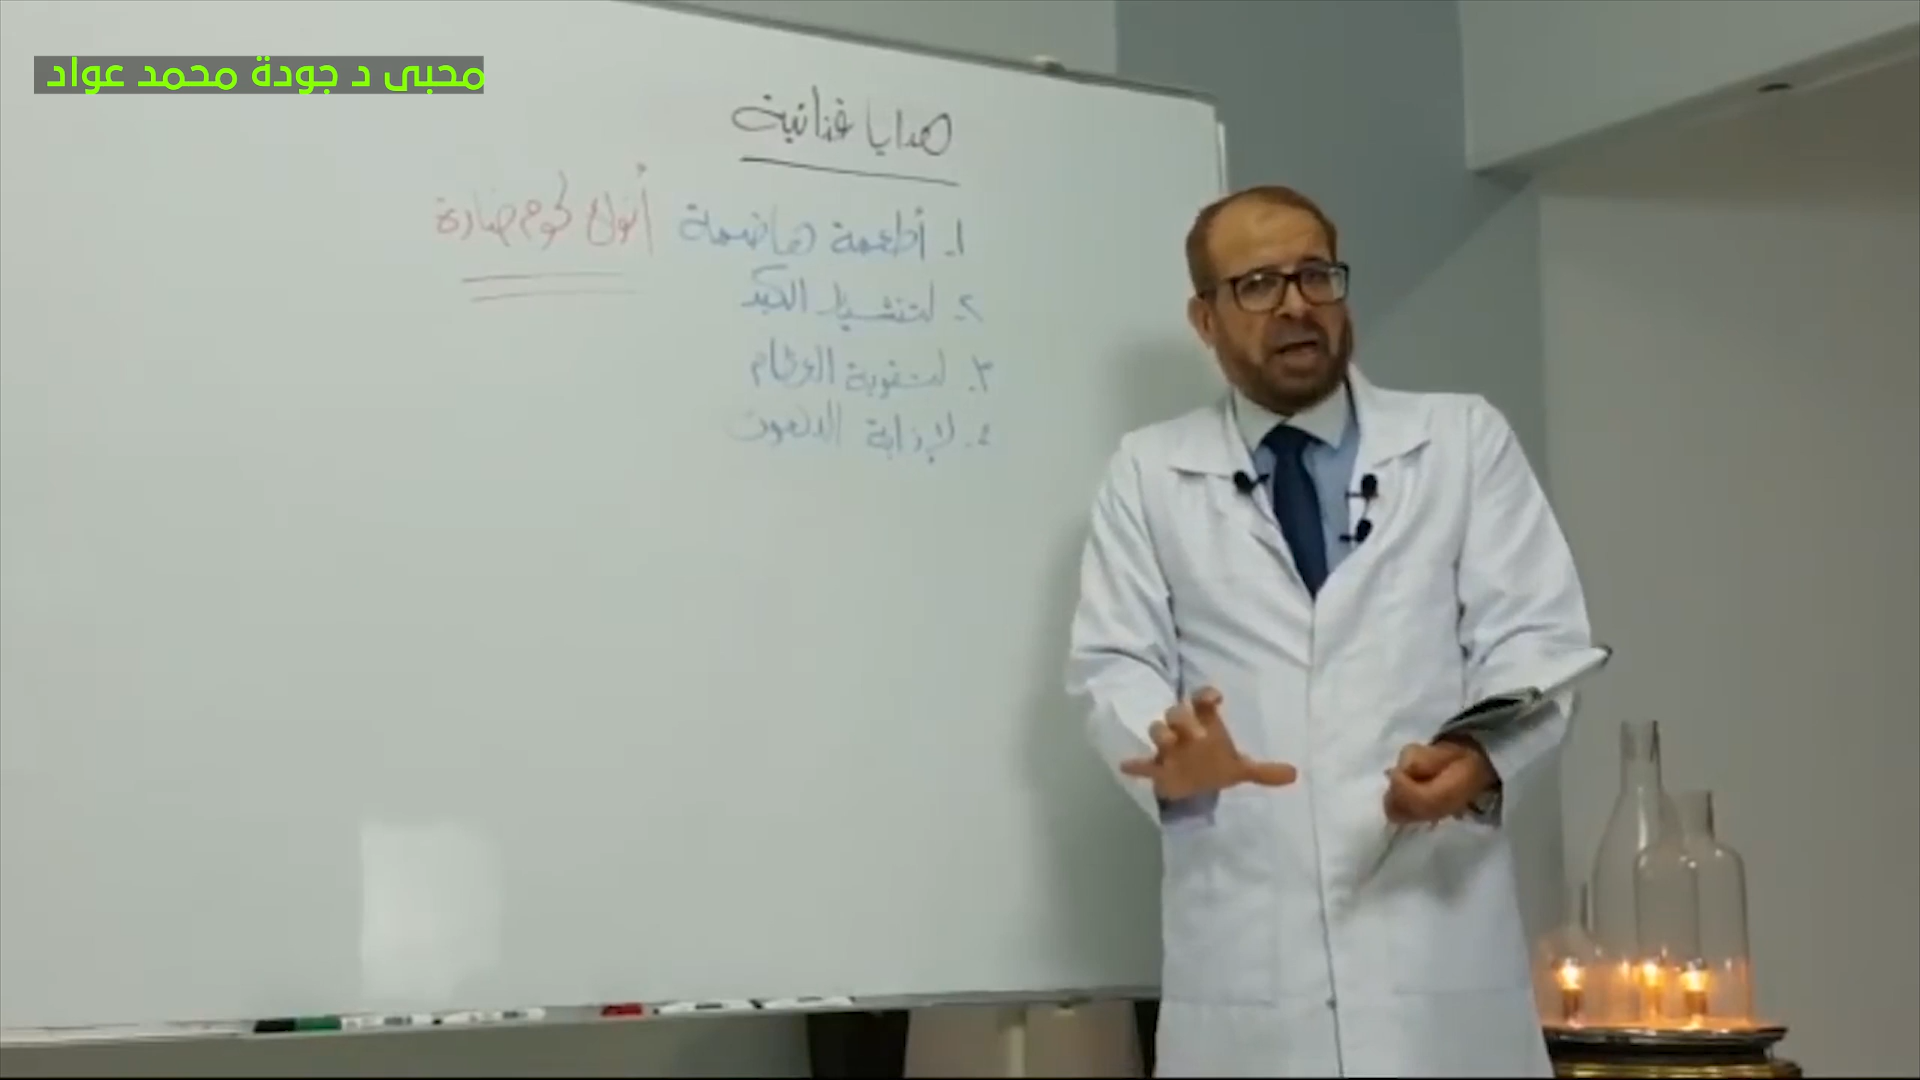 محبى د جودة محمد عواد
هدايا غذائية
١. أطعمة هاضمة أنواع لحوم ضارة
٢. لتنشيط الكبد
٣. لتقوية العظام
٤. لإذابة الدهون